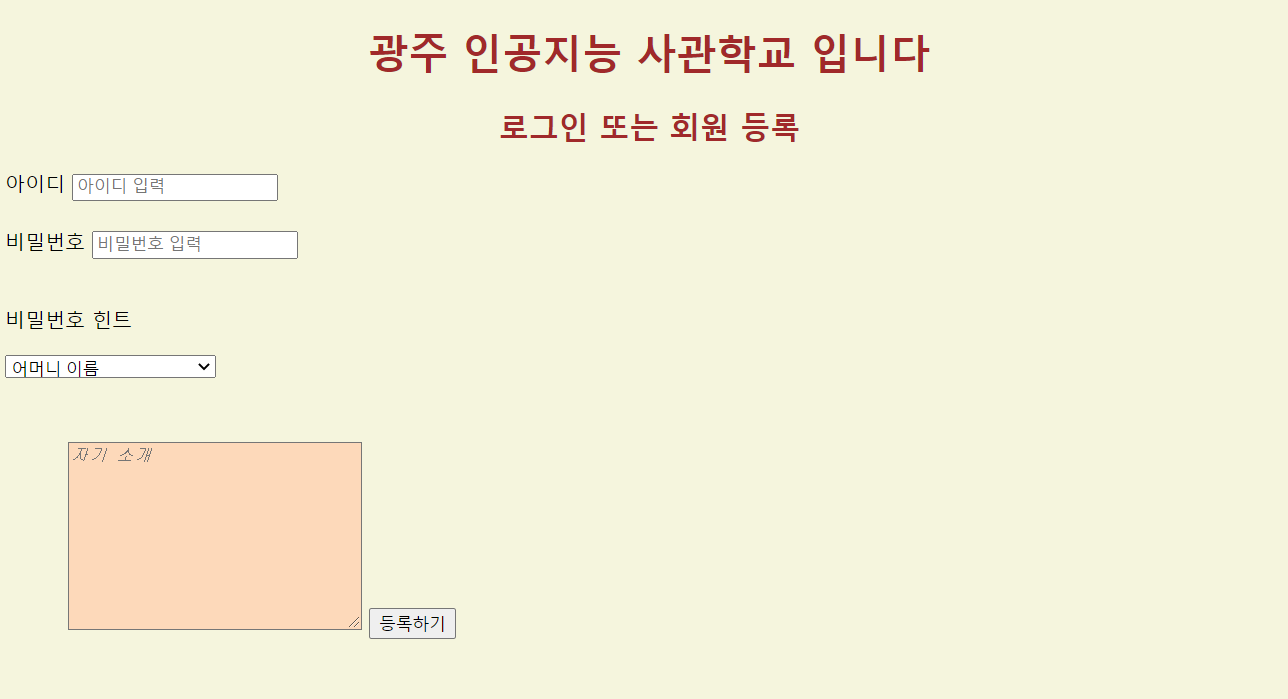 광주 인공지능 사관학교 입니다
로그인 또는 회원 등록
아이디 아이디 입력
비밀번호 비밀번호 입력
비밀번호 힌트
어머니 이름
자기 소개
등록하기